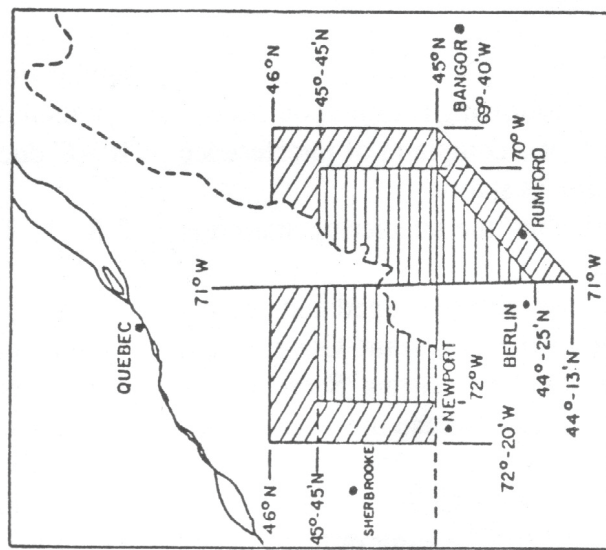 QUEBEC
71° W
46° N
46° N
45°-45'N
45°-45'N
SHERBROOKE
45° N
BANGOR
69°-40'W
70° W
NEWPORT
72° W
72°-20'W
RUMFORD
BERLIN
44°-25'N
44°-13'N
71° W